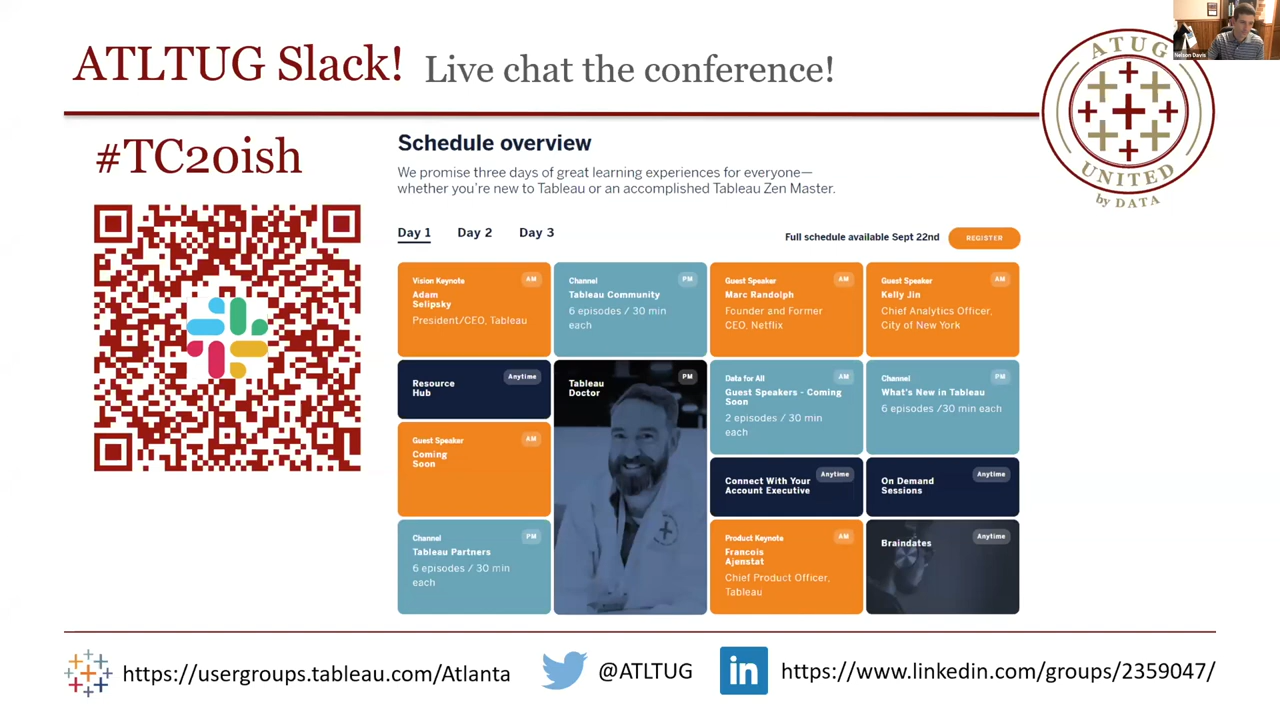 ATLTUG Slack! Live chat the conference!
Nelson Davis
ATUG
UNITED
by DATA
#TC20ish
Schedule overview
We promise three days of great learning experiences for everyone—
whether you're new to Tableau or an accomplished Tableau Zen Master.
Day 1 Day 2 Day 3
Full schedule available Sept 22nd
REGISTER
Vision Keynote AM
Adam
Selipsky
President/CEO, Tableau
Channel PM
Tableau Community
6 episodes / 30 min
each
Guest Speaker AM
Marc Randolph
Founder and Former
CEO, Netflix
Guest Speaker AM
Kelly Jin
Chief Analytics Officer,
City of New York
Resource Anytime
Hub
Tableau PM
Doctor
Data for All AM
Guest Speakers - Coming
Soon
2 episodes / 30 min
each
Channel PM
What's New in Tableau
6 episodes /30 min each
Guest Speaker AM
Coming
Soon
Connect With Your Anytime
Account Executive
On Demand Anytime
Sessions
Channel PM
Tableau Partners
6 episodes / 30 min
each
Product Keynote AM
Francois
Ajenstat
Chief Product Officer,
Tableau
Braindates Anytime
https://usergroups.tableau.com/Atlanta
@ATLTUG
in
https://www.linkedin.com/groups/2359047/